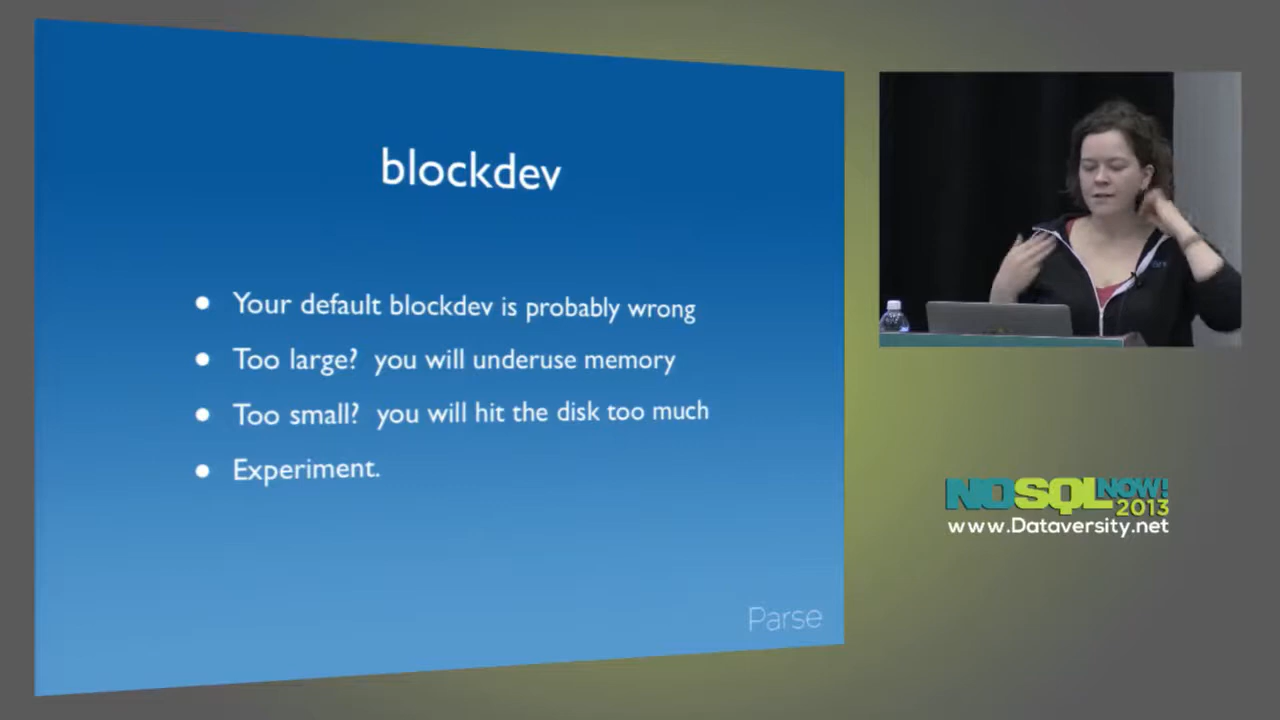 blockdev
Your default blockdev is probably wrong
Too large? you will underuse memory
Too small? you will hit the disk too much
Experiment.
Parse
NOSQL NOW!
2013
www.Dataversity.net